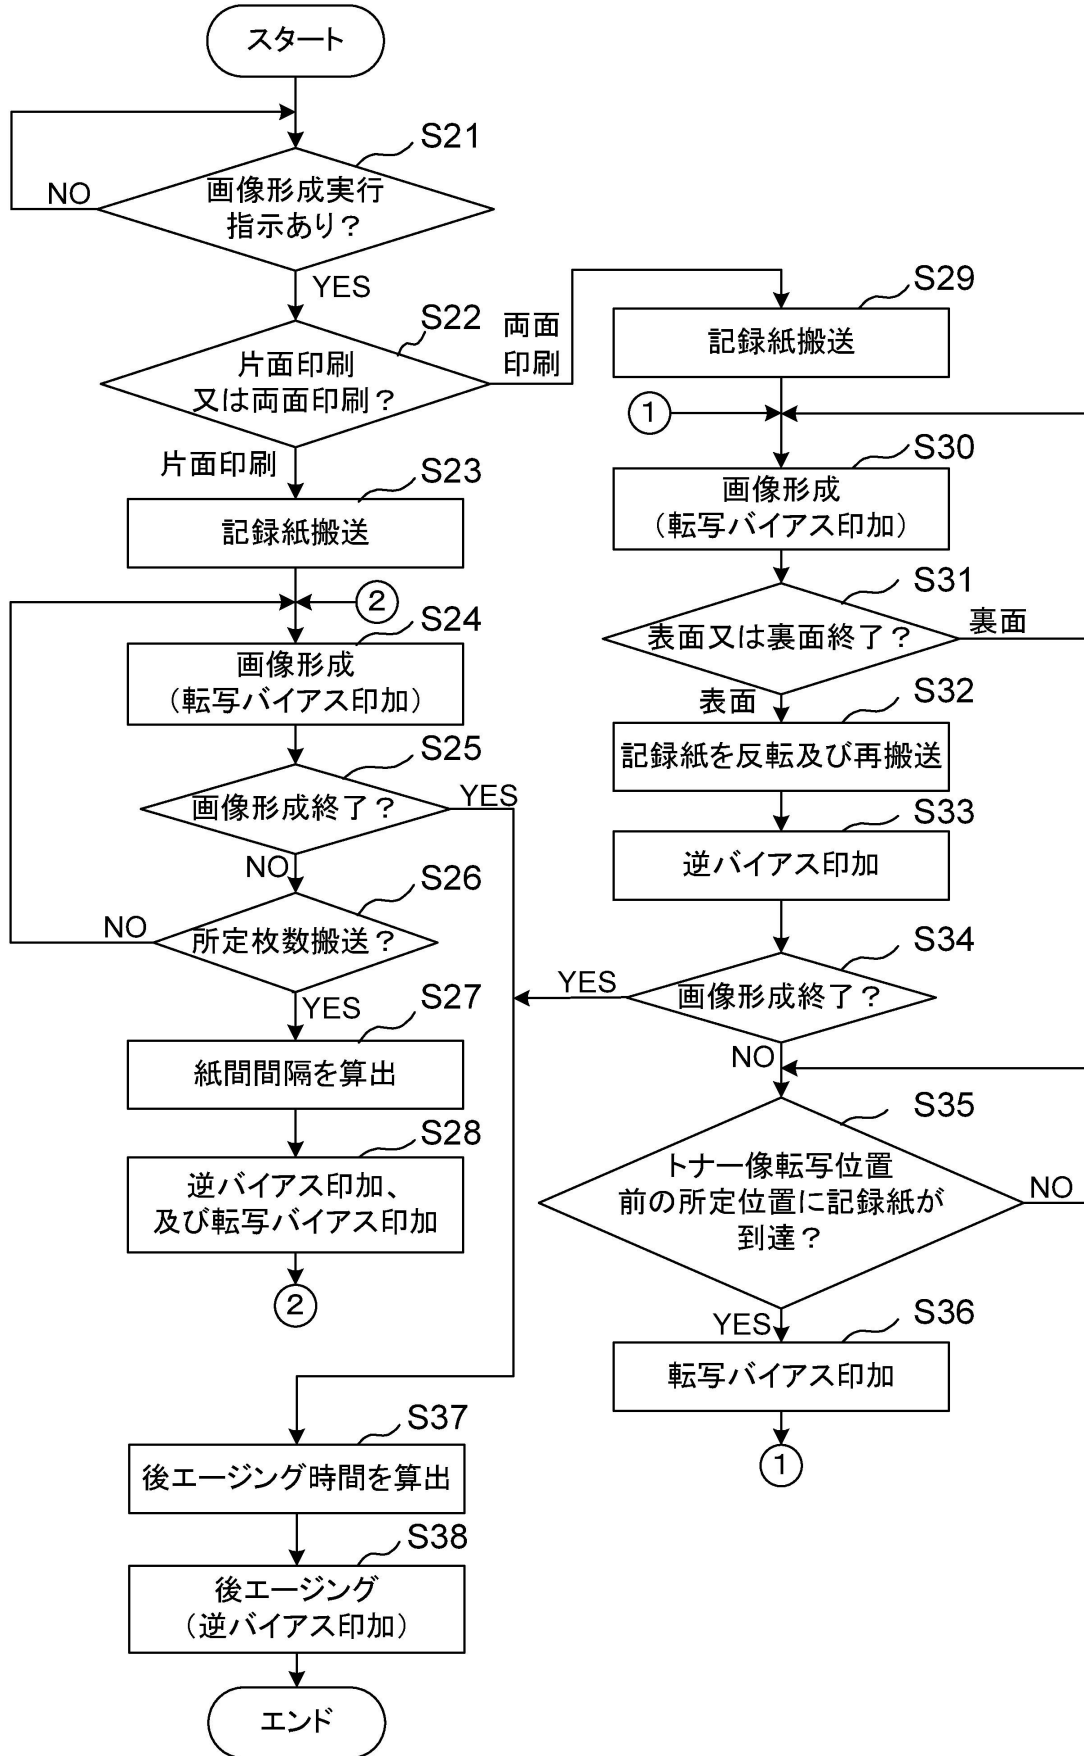 スタート
S21
画像形成実行
指示あり？
NO
YES
S22
片面印刷
又は両面印刷？
両面
印刷
片面印刷
S23
記録紙搬送
②
S24
画像形成
（転写バイアス印加）
S25
画像形成終了？
YES
NO
S26
所定枚数搬送？
NO
YES
S27
紙間間隔を算出
S28
逆バイアス印加、
及び転写バイアス印加
②
S29
記録紙搬送
①
S30
画像形成
（転写バイアス印加）
S31
表面又は裏面終了？
裏面
表面
S32
記録紙を反転及び再搬送
S33
逆バイアス印加
S34
画像形成終了？
YES
NO
S35
トナー像転写位置
前の所定位置に記録紙が
到達？
NO
YES
S36
転写バイアス印加
①
S37
後エージング時間を算出
S38
後エージング
（逆バイアス印加）
エンド